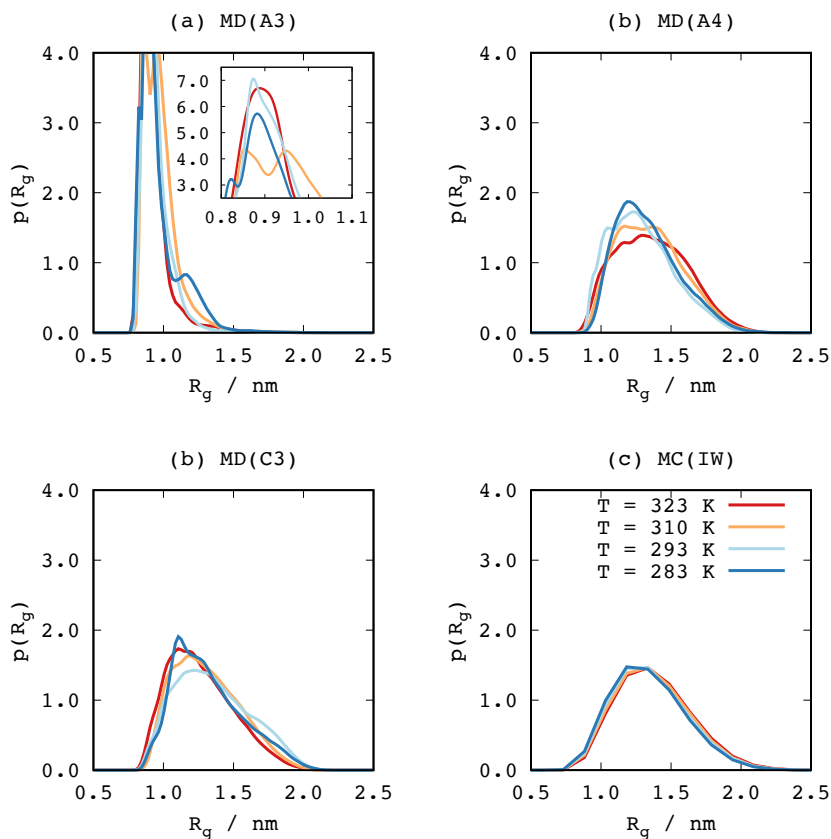 (a) MD(A3)
4.0
3.0
2.0
1.0
0.0
p(Rg)
7.0
6.0
5.0
4.0
3.0
0.8 0.9 1.0 1.1
0.5 1.0 1.5 2.0 2.5
Rg / nm
(b) MD(A4)
4.0
3.0
2.0
1.0
0.0
p(Rg)
0.5 1.0 1.5 2.0 2.5
Rg / nm
(b) MD(C3)
4.0
3.0
2.0
1.0
0.0
p(Rg)
0.5 1.0 1.5 2.0 2.5
Rg / nm
(c) MC(IW)
4.0
3.0
2.0
1.0
0.0
p(Rg)
T = 323 K
T = 310 K
T = 293 K
T = 283 K
0.5 1.0 1.5 2.0 2.5
Rg / nm